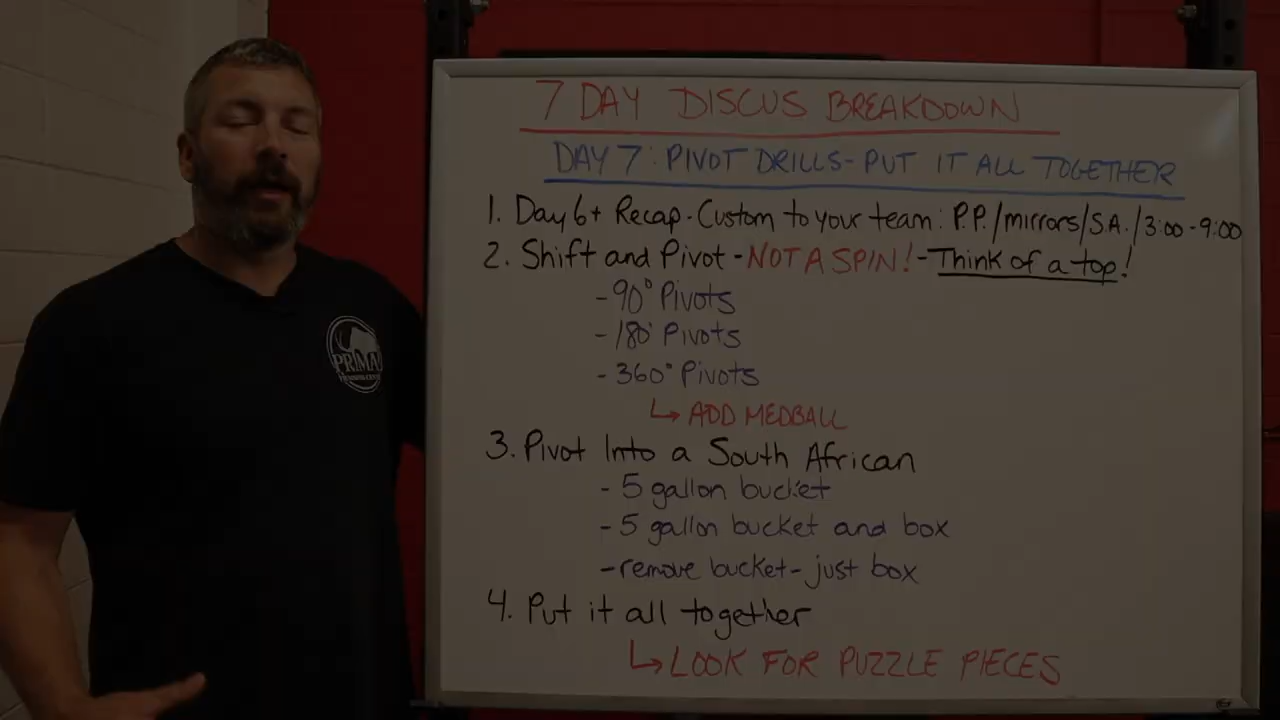 7 DAY DISCUS BREAKDOWN
DAY 7: PIVOT DRILLS-PUT IT ALL TOGETHER
1. Day 6+ Recap-Custom to your team: P.P./mirrors/S.A./3:00-9:00
2. Shift and Pivot-NOT A SPIN!-Think of a top!
-90° Pivots
-180° Pivots
-360° Pivots
↳ ADD MEDBALL
3. Pivot Into a South African
- 5 gallon bucket
-5 gallon bucket and box
-remove bucket-just box
4. Put it all together
↳ LOOK FOR PUZZLE PIECES
PRIMAL